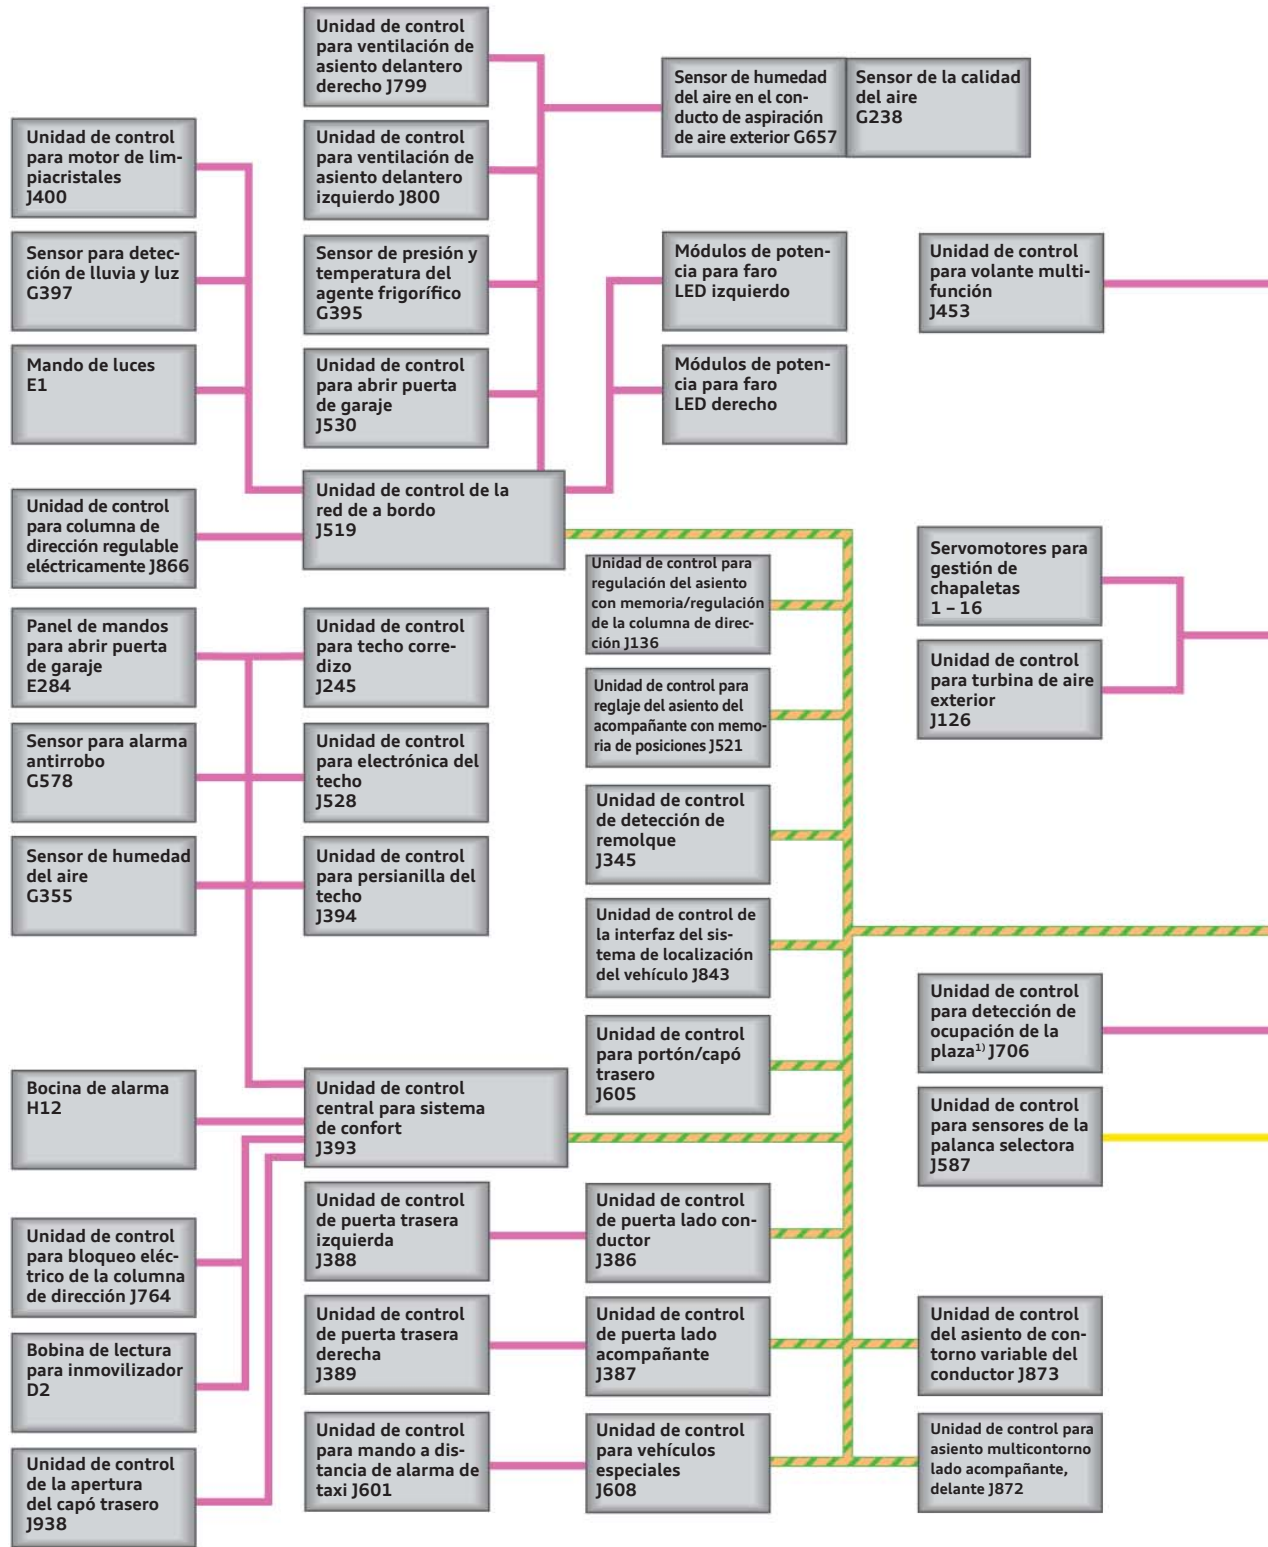 Unidad de control
para ventilación de
asiento delantero
derecho J799
Sensor de humedad
del aire en el con-
ducto de aspiración
de aire exterior G657
Sensor de la calidad
del aire
G238
Unidad de control
para motor de lim-
piacristales
J400
Unidad de control
para ventilación de
asiento delantero
izquierdo J800
Sensor para detec-
ción de lluvia y luz
G397
Sensor de presión y
temperatura del
agente frigorífico
G395
Módulos de poten-
cia para faro
LED izquierdo
Unidad de control
para volante multi-
función
J453
Mando de luces
E1
Unidad de control
para abrir puerta
de garaje
J530
Módulos de poten-
cia para faro
LED derecho
Unidad de control
para columna de
dirección regulable
eléctricamente J866
Unidad de control de la
red de a bordo
J519
Unidad de control para
regulación del asiento
con memoria/regulación
de la columna de direc-
ción J136
Servomotores para
gestión de
chapaletas
1 – 16
Panel de mandos
para abrir puerta
de garaje
E284
Unidad de control
para techo corre-
dizo
J245
Unidad de control para
reglaje del asiento del
acompañante con memo-
ria de posiciones J521
Unidad de control
para turbina de aire
exterior
J126
Sensor para alarma
antirrobo
G578
Unidad de control
para electrónica del
techo
J528
Unidad de control
de detección de
remolque
J345
Sensor de humedad
del aire
G355
Unidad de control
para persianilla del
techo
J394
Unidad de control de
la interfaz del sis-
tema de localización
del vehículo J843
Unidad de control
para detección de
ocupación de la
plaza¹⁾ J706
Unidad de control
para portón/capó
trasero
J605
Bocina de alarma
H12
Unidad de control
central para sistema
de confort
J393
Unidad de control
para sensores de la
palanca selectora
J587
Unidad de control
para bloqueo eléc-
trico de la columna
de dirección J764
Unidad de control
de puerta trasera
izquierda
J388
Unidad de control
de puerta lado con-
ductor
J386
Bobina de lectura
para inmovilizador
D2
Unidad de control
de puerta trasera
derecha
J389
Unidad de control
de puerta lado
acompañante
J387
Unidad de control
del asiento de con-
torno variable del
conductor J873
Unidad de control
de la apertura
del capó trasero
J938
Unidad de control
para mando a dis-
tancia de alarma de
taxi J601
Unidad de control
para vehículos
especiales
J608
Unidad de control para
asiento multicontorno
lado acompañante,
delante J872